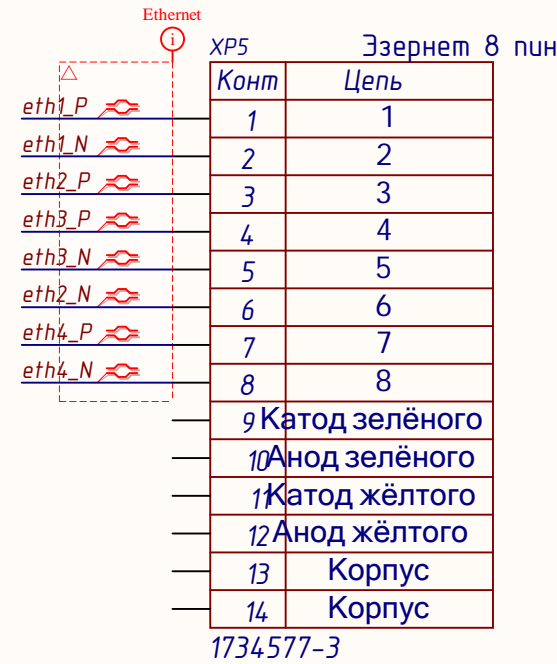 Ethernet
i
XP5 Эзернет 8 пин
Конт Цепь
eth1_P 1 1
eth1_N 2 2
eth2_P 3 3
eth3_P 4 4
eth3_N 5 5
eth2_N 6 6
eth4_P 7 7
eth4_N 8 8
9 Катод зелёного
10 Анод зелёного
11 Катод жёлтого
12 Анод жёлтого
13 Корпус
14 Корпус
1734577-3